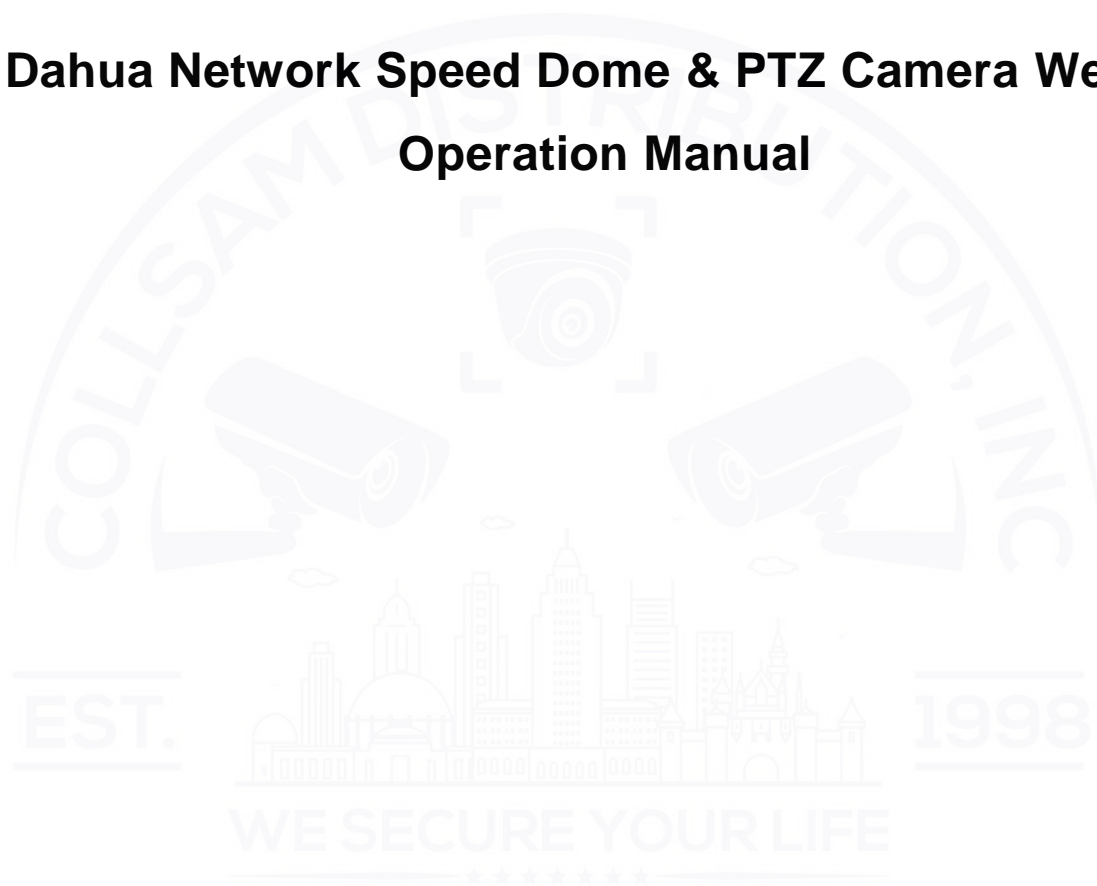 Dahua Network Speed Dome & PTZ Camera We
Operation Manual
COLLSAM DISTRIBUTION, INC
EST.
1998
WE SECURE YOUR LIFE